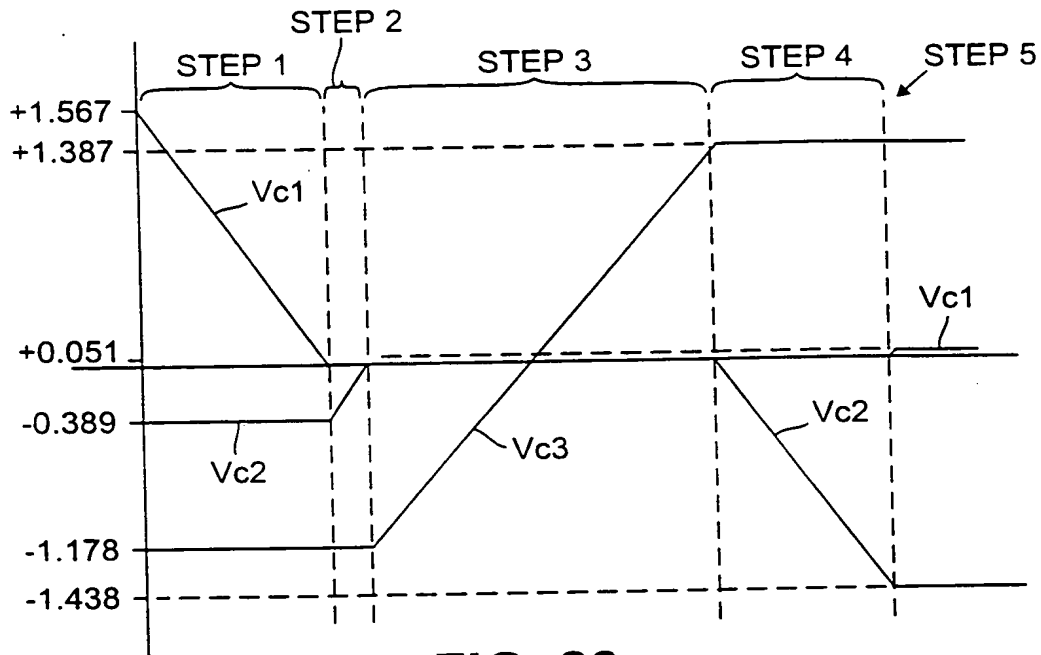 STEP 2
STEP 1
STEP 3
STEP 4
STEP 5
+1.567
+1.387
Vc1
Vc1
+0.051
-0.389
Vc2
Vc3
Vc2
-1.178
-1.438